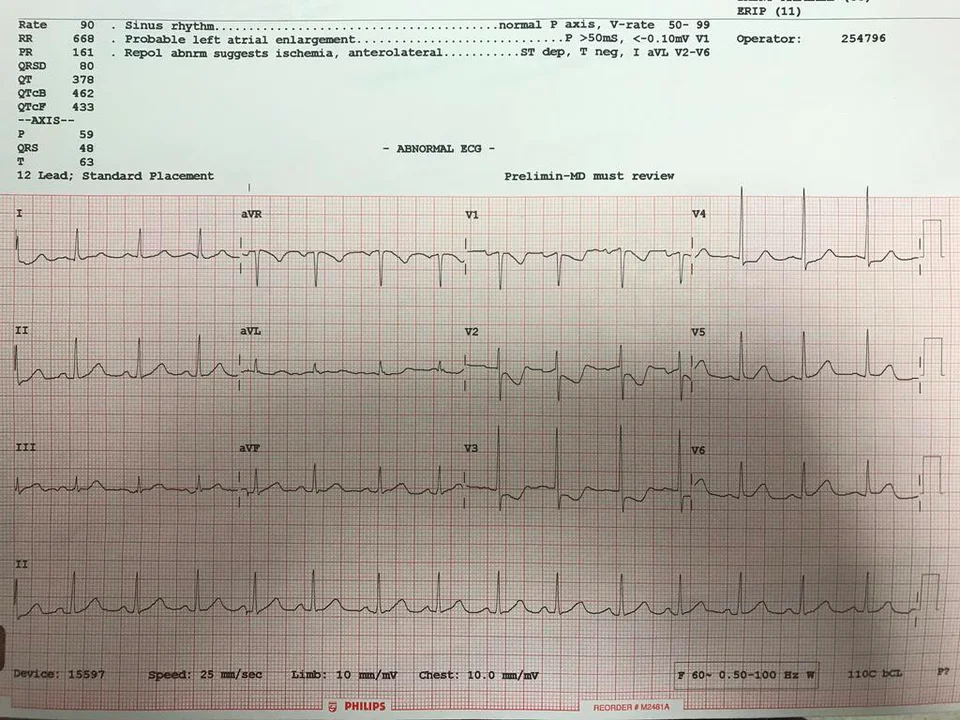 ERIP (11)
Rate 90 . Sinus rhythm........................................normal P axis, V-rate 50- 99
RR 668 . Probable left atrial enlargement..............................P >50mS, <-0.10mV V1
Operator: 254796
PR 161 . Repol abnrm suggests ischemia, anterolateral..........ST dep, T neg, I aVL V2-V6
QRSD 80
QT 378
QTcB 462
QTcF 433
--AXIS--
P 59
QRS 48
- ABNORMAL ECG -
T 63
12 Lead; Standard Placement
Prelimin-MD must review
I aVR V1 V4
II aVL V2 V5
III aVF V3 V6
II
Device: 15597 Speed: 25 mm/sec Limb: 10 mm/mV Chest: 10.0 mm/mV F 60~ 0.50-100 Hz W 110C bCL P?
PHILIPS
REORDER # M2481A